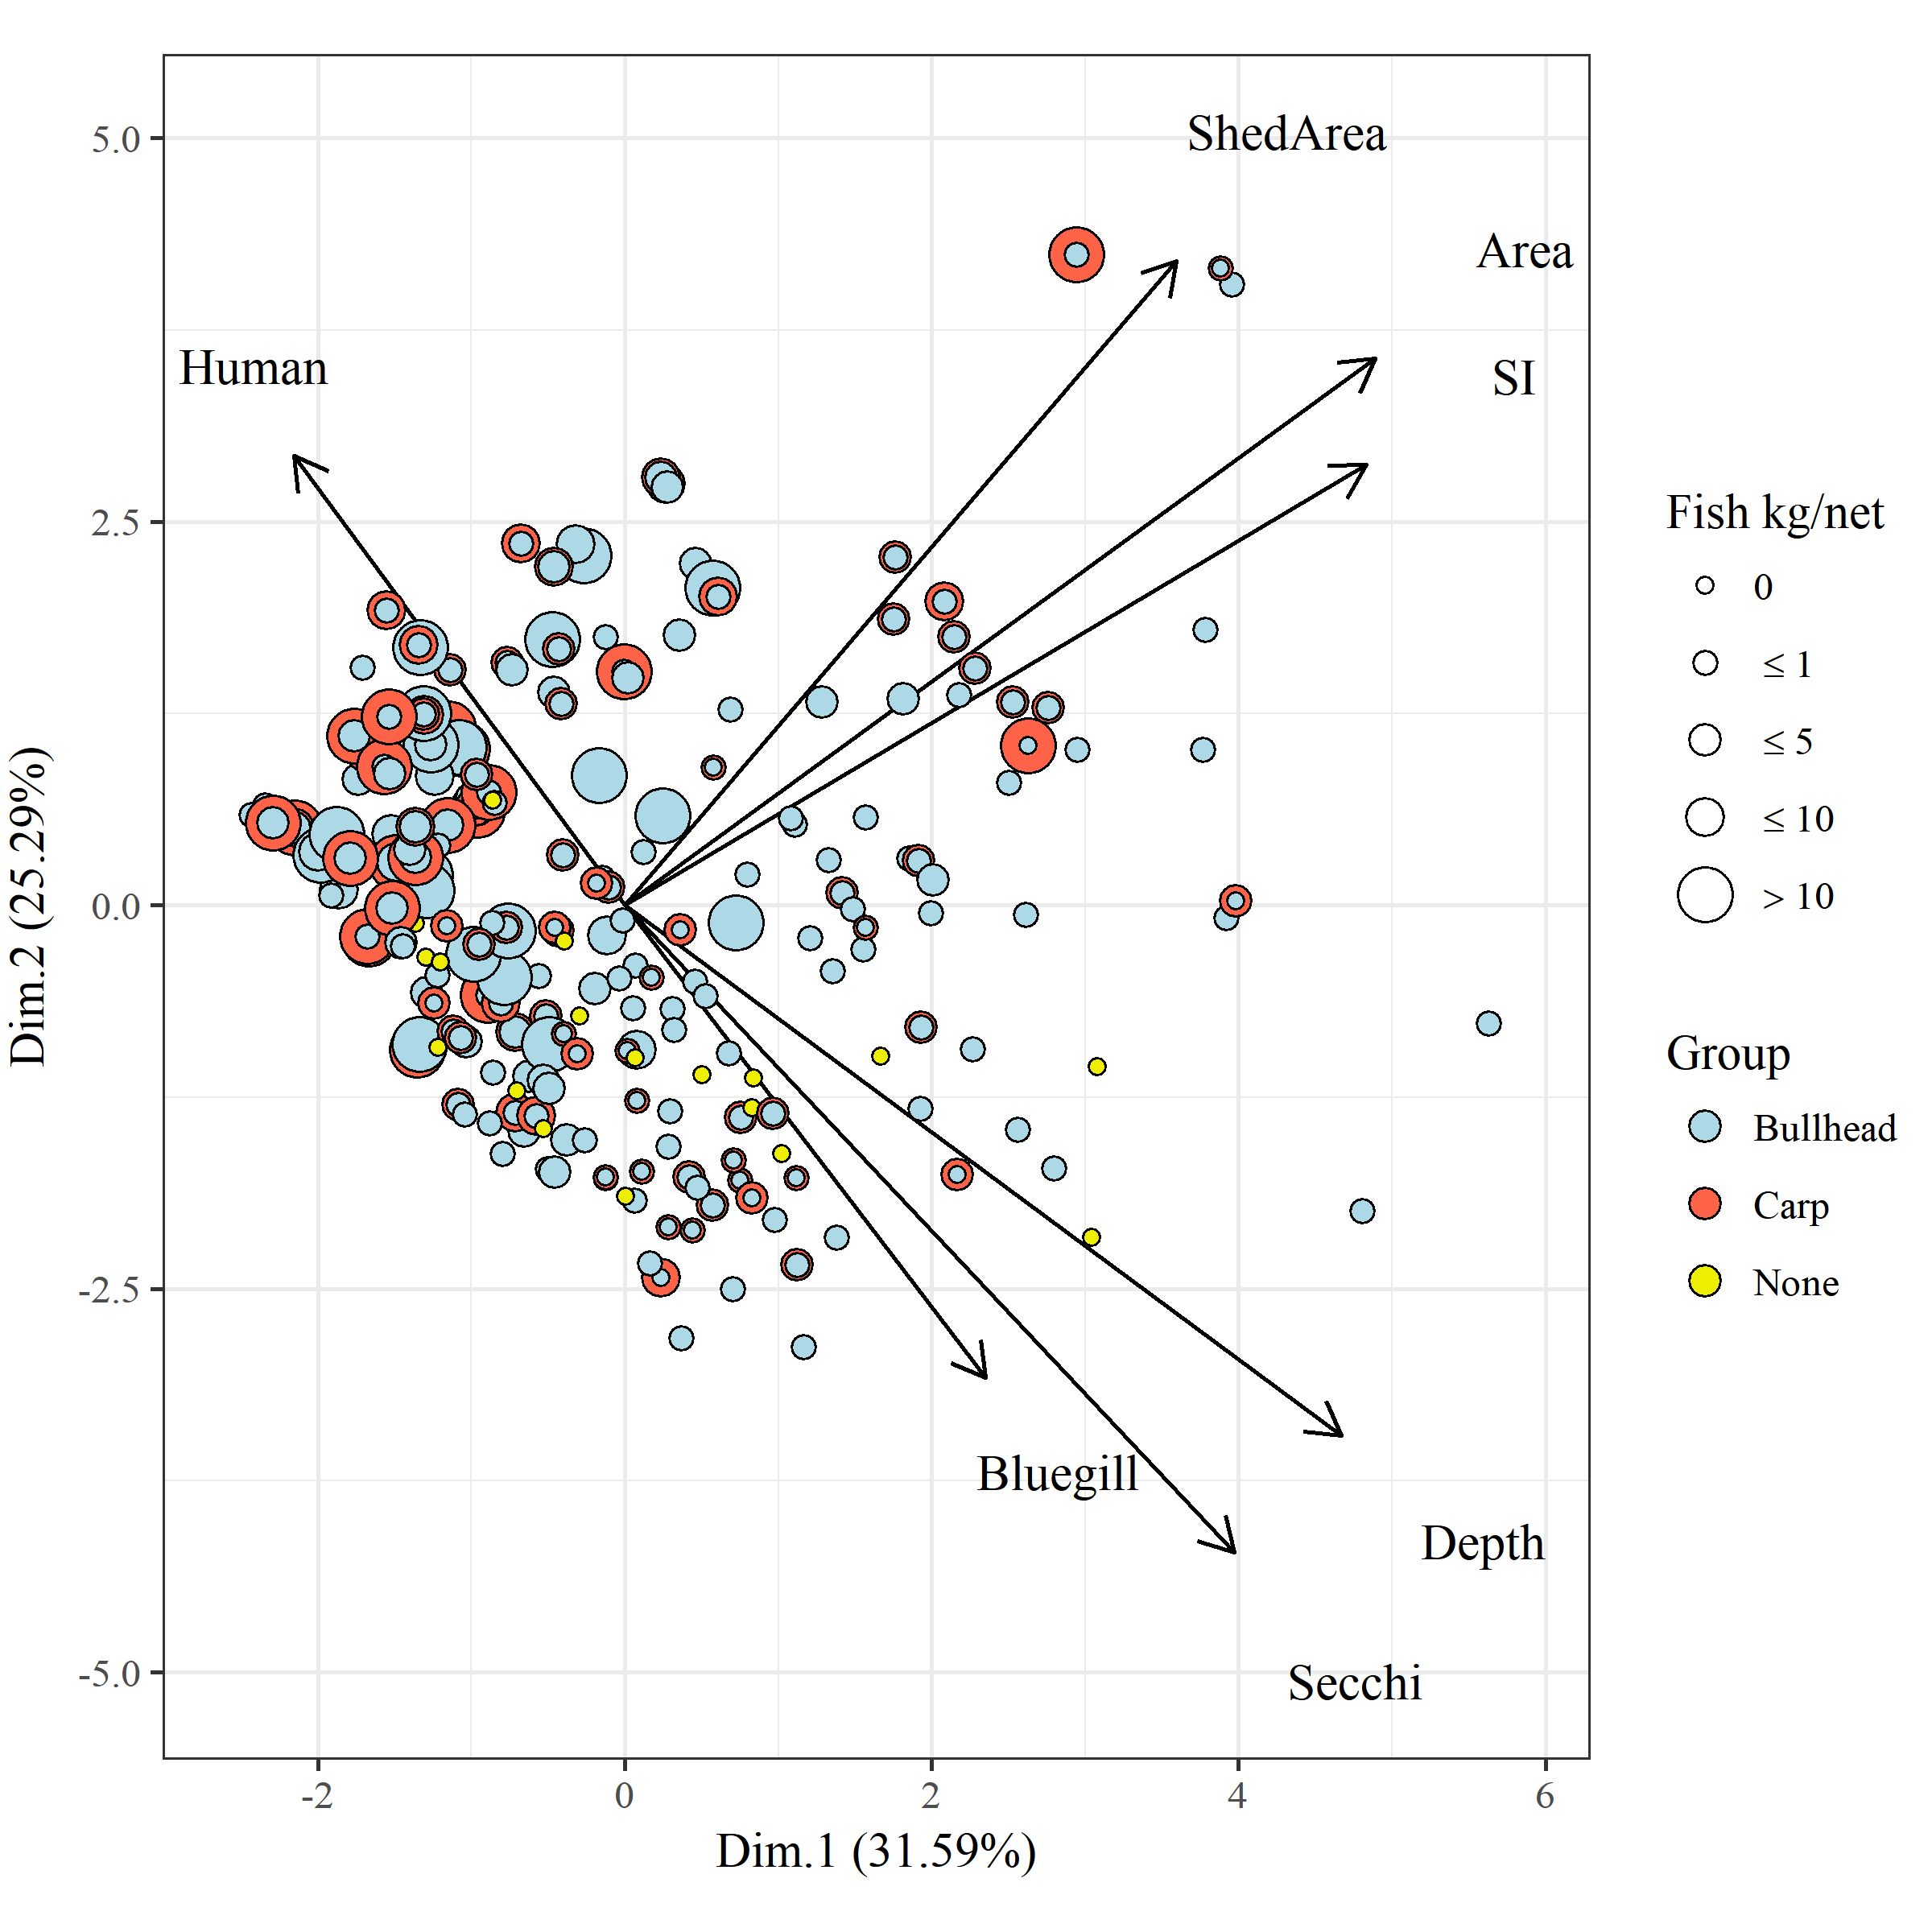 ShedArea
Area
SI
Human
Bluegill
Depth
Secchi
5.0
2.5
0.0
-2.5
-5.0
-2
0
2
4
6
Dim.1 (31.59%)
Dim.2 (25.29%)
Fish kg/net
0
≤ 1
≤ 5
≤ 10
> 10
Group
Bullhead
Carp
None